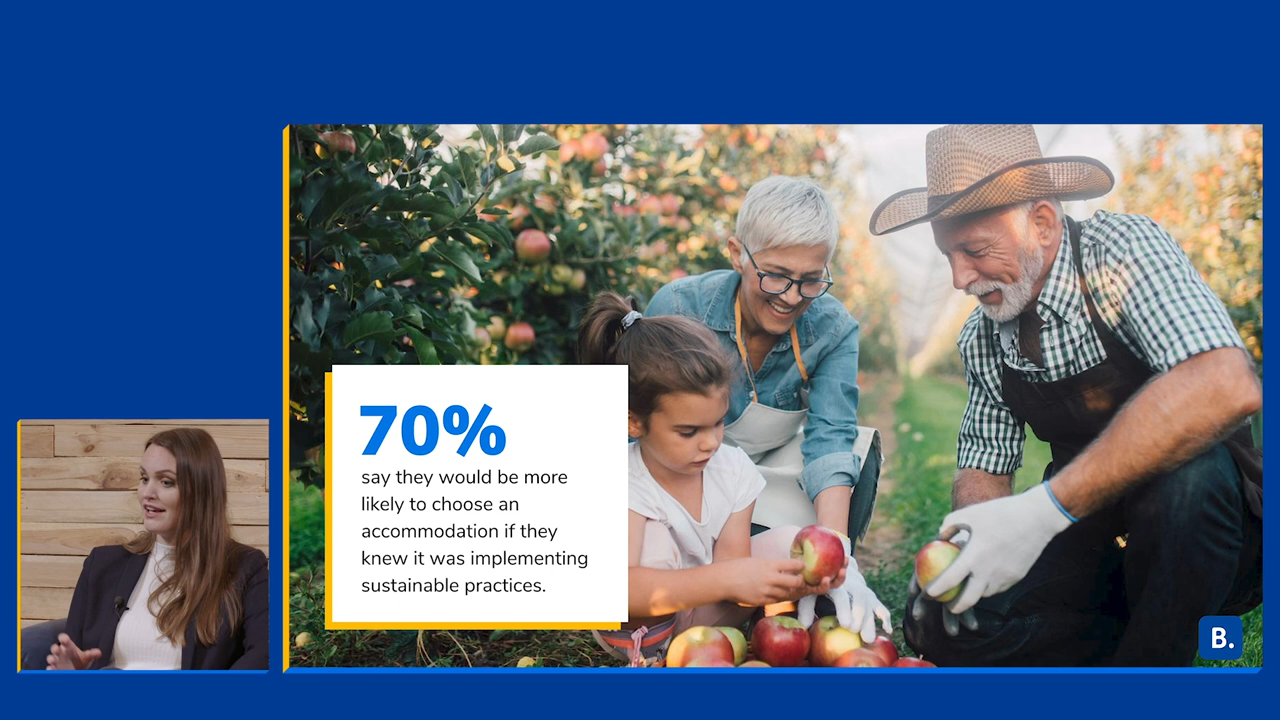 70%
say they would be more
likely to choose an
accommodation if they
knew it was implementing
sustainable practices.
B.